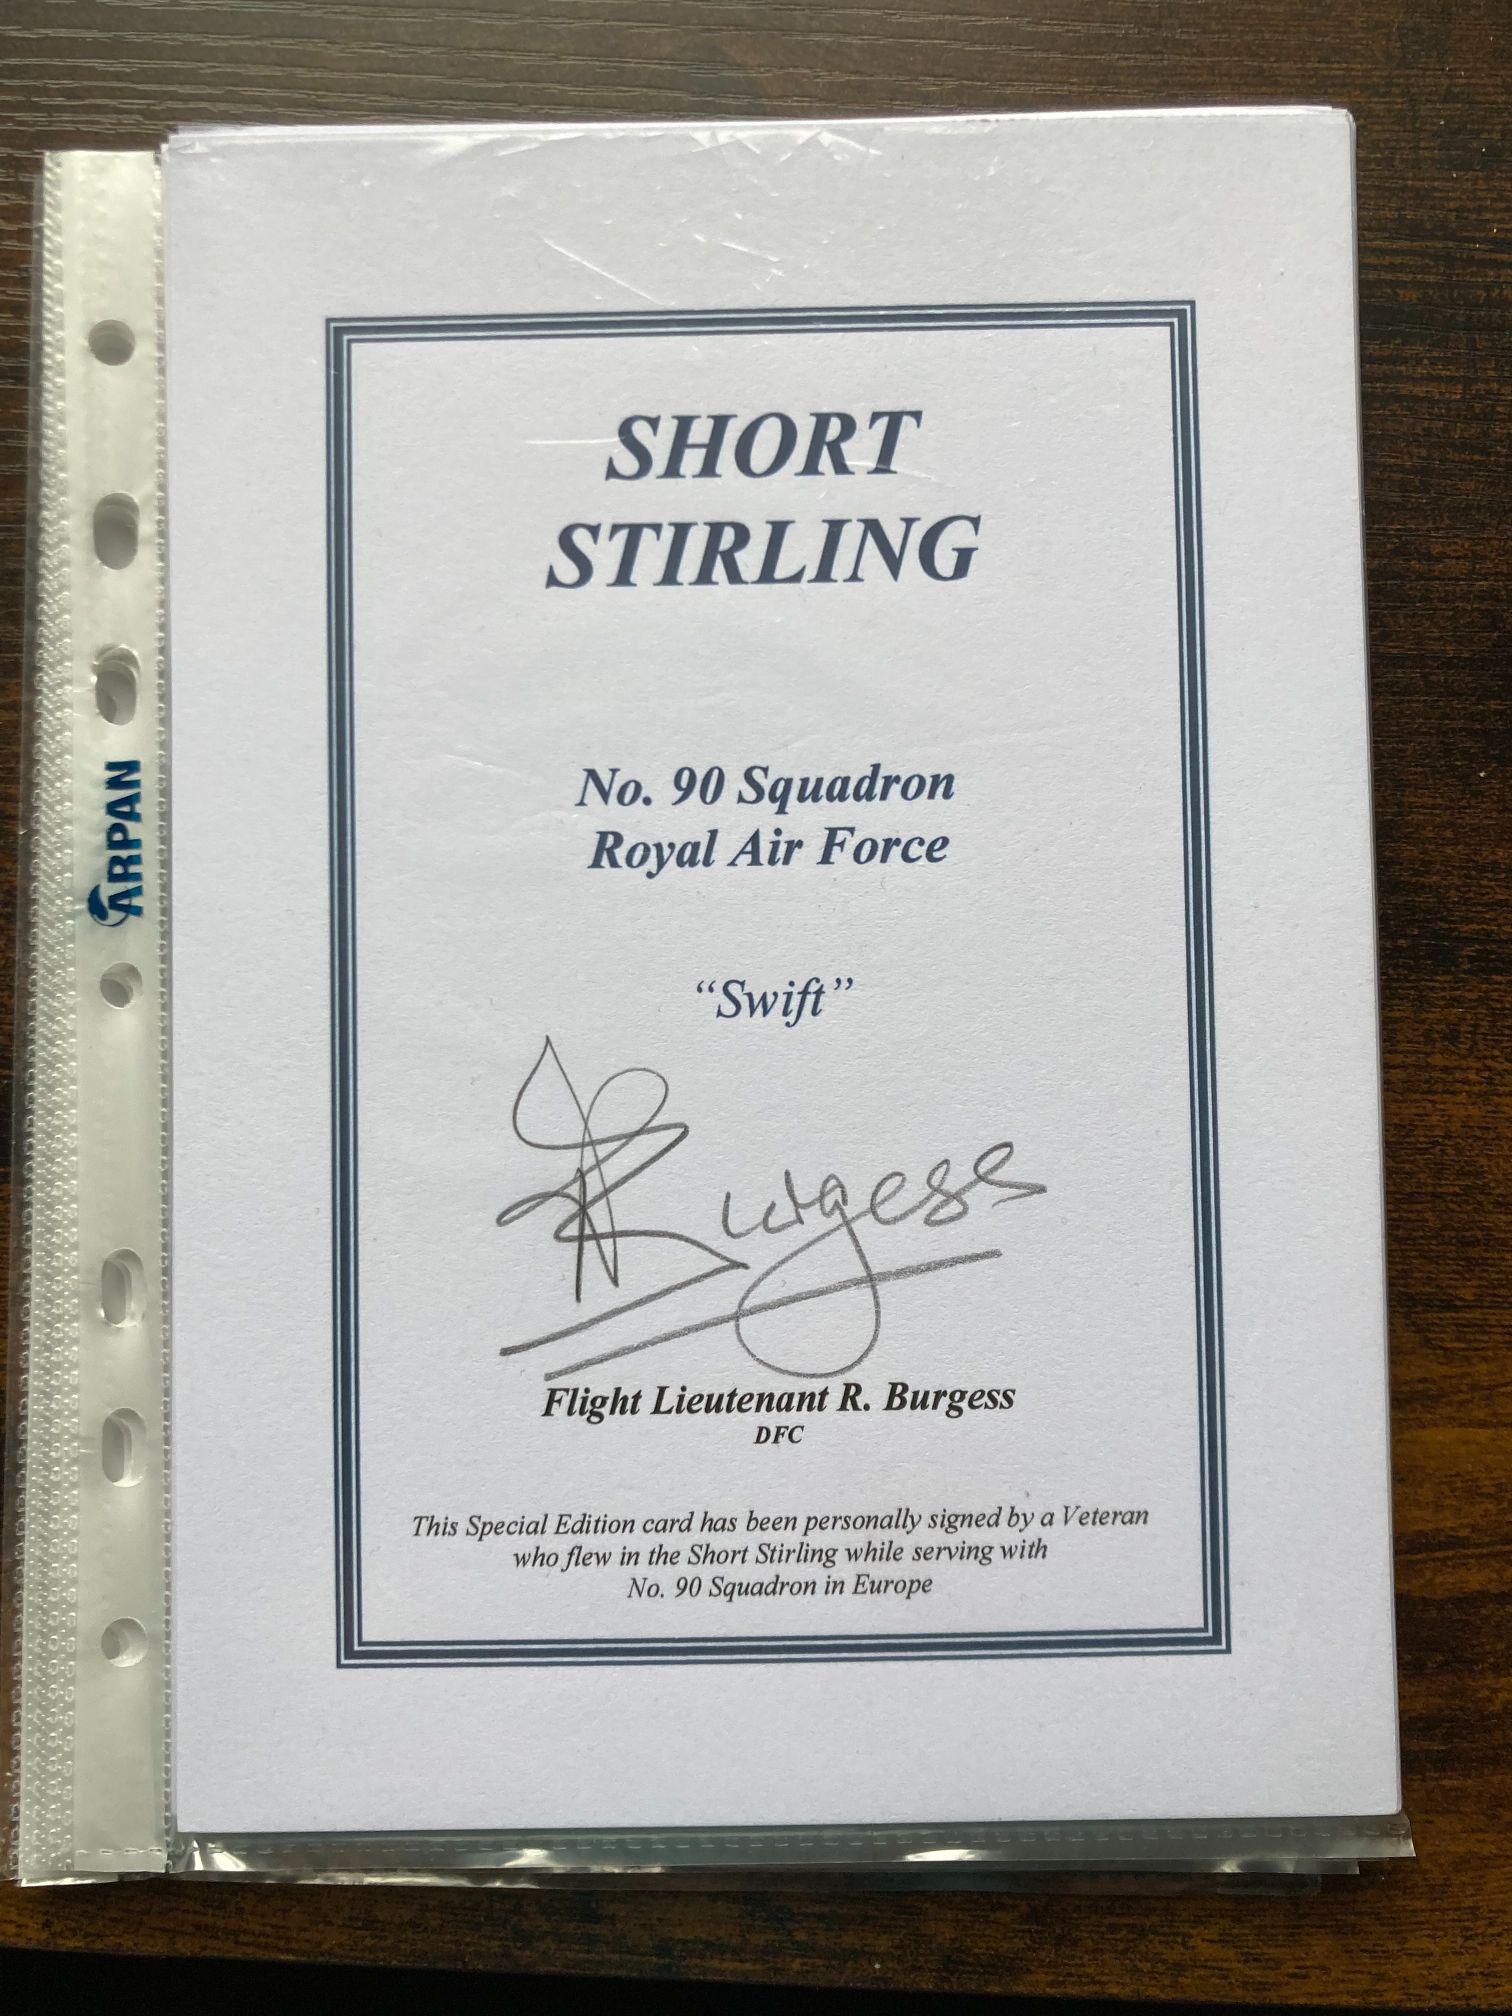 SHORT
STIRLING
No. 90 Squadron
Royal Air Force
“Swift”
R Burgess
Flight Lieutenant R. Burgess
DFC
This Special Edition card has been personally signed by a Veteran
who flew in the Short Stirling while serving with
No. 90 Squadron in Europe
ARPAN